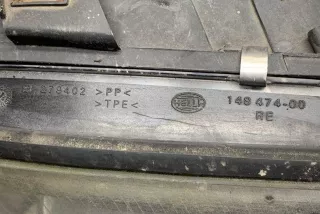 >PP<
>TPE<
HELLA
148 474-00
RE